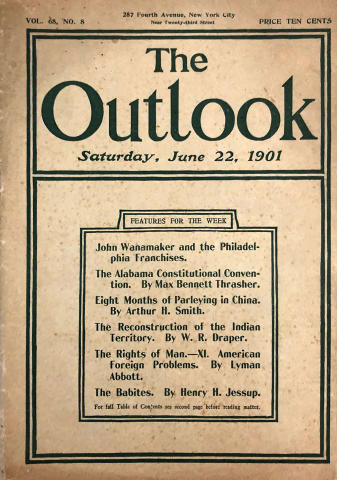 287 Fourth Avenue, New York City
VOL. 68, NO. 8
Near Twenty-third Street
PRICE TEN CENTS
The
Outlook
Saturday, June 22, 1901
FEATURES FOR THE WEEK
John Wanamaker and the Philadel-
phia Franchises.
The Alabama Constitutional Conven-
tion. By Max Bennett Thrasher.
Eight Months of Parleying in China.
By Arthur H. Smith.
The Reconstruction of the Indian
Territory. By W. R. Draper.
The Rights of Man.—XI. American
Foreign Problems. By Lyman
Abbott.
The Babites. By Henry H. Jessup.
For full Table of Contents see second page before reading matter.